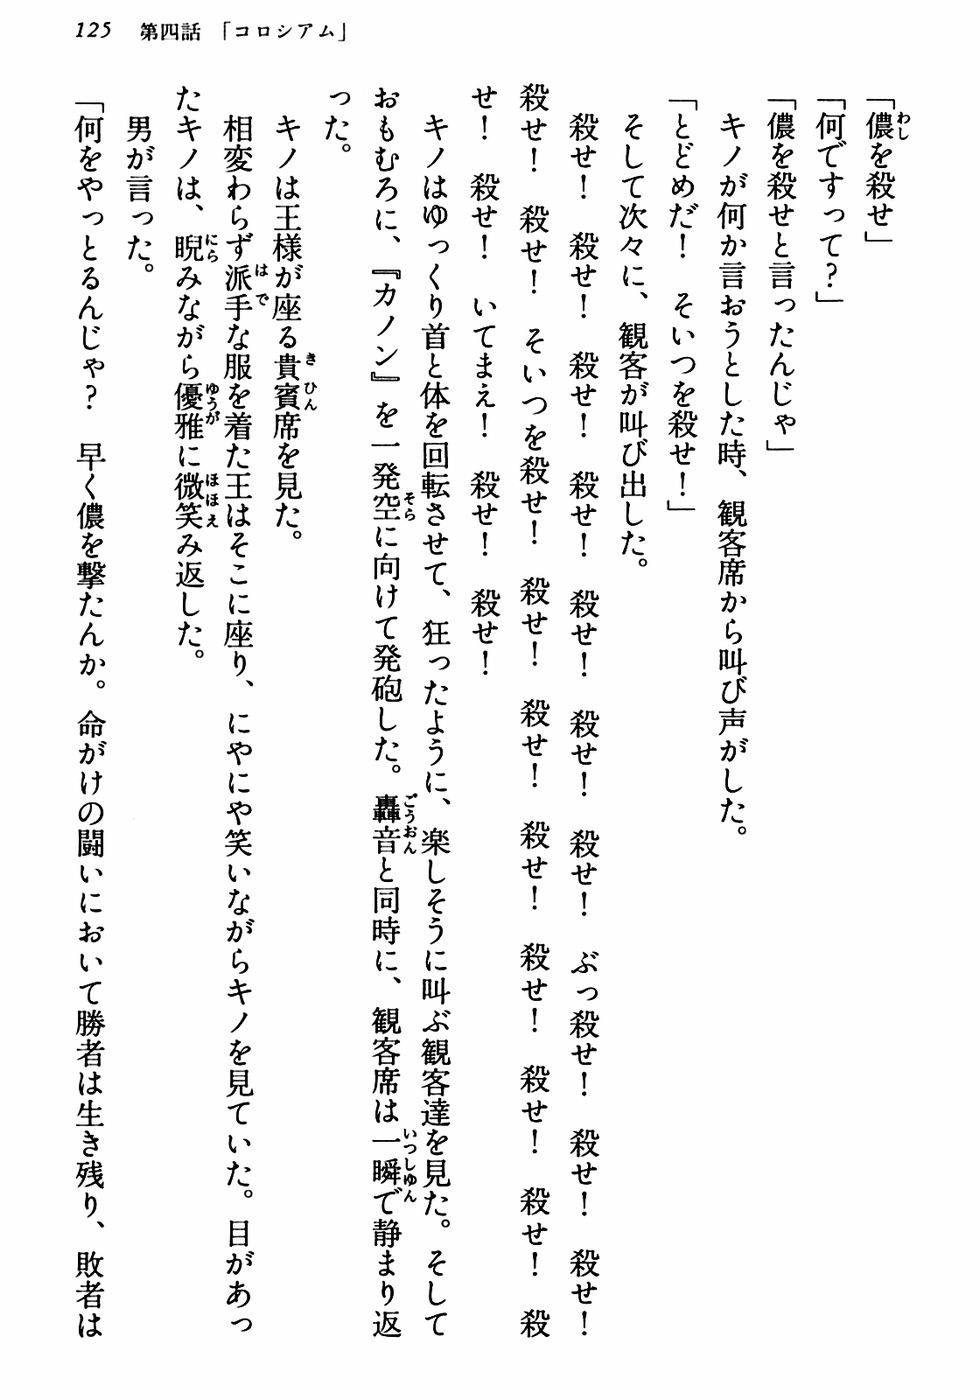 125　第四話　「コロシアム」
「儂を殺せ」
「何ですって？」
「儂を殺せと言ったんじゃ」
　キノが何か言おうとした時、観客席から叫び声がした。
「とどめだ！　そいつを殺せ！」
　そして次々に、観客が叫び出した。
　殺せ！　殺せ！　殺せ！　殺せ！　殺せ！　殺せ！　殺せ！　ぶっ殺せ！　殺せ！　殺せ！
殺せ！　殺せ！　そいつを殺せ！　殺せ！　殺せ！　殺せ！　殺せ！　殺せ！　殺せ！　殺
せ！　殺せ！　いてまえ！　殺せ！　殺せ！
　キノはゆっくり首と体を回転させて、狂ったように、楽しそうに叫ぶ観客達を見た。そして
おもむろに、『カノン』を一発空に向けて発砲した。轟音と同時に、観客席は一瞬で静まり返
った。
　キノは王様が座る貴賓席を見た。
　相変わらず派手な服を着た王はそこに座り、にやにや笑いながらキノを見ていた。目があっ
たキノは、睨みながら優雅に微笑み返した。
　男が言った。
「何をやっとるんじゃ？　早く儂を撃たんか。命がけの闘いにおいて勝者は生き残り、敗者は